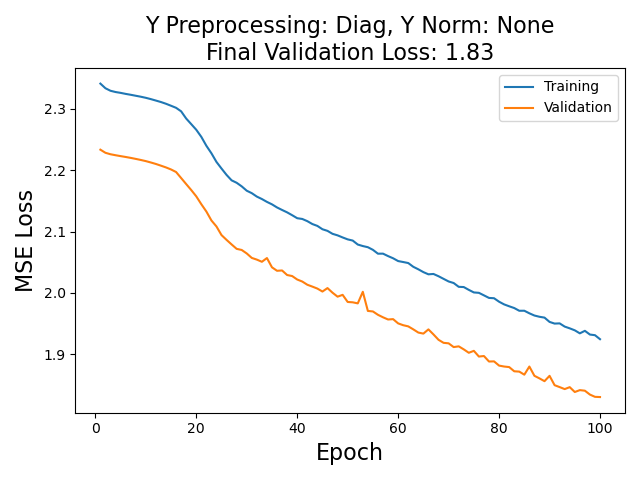 Y Preprocessing: Diag, Y Norm: None
Final Validation Loss: 1.83
Training
Validation
MSE Loss
2.3
2.2
2.1
2.0
1.9
0 20 40 60 80 100
Epoch